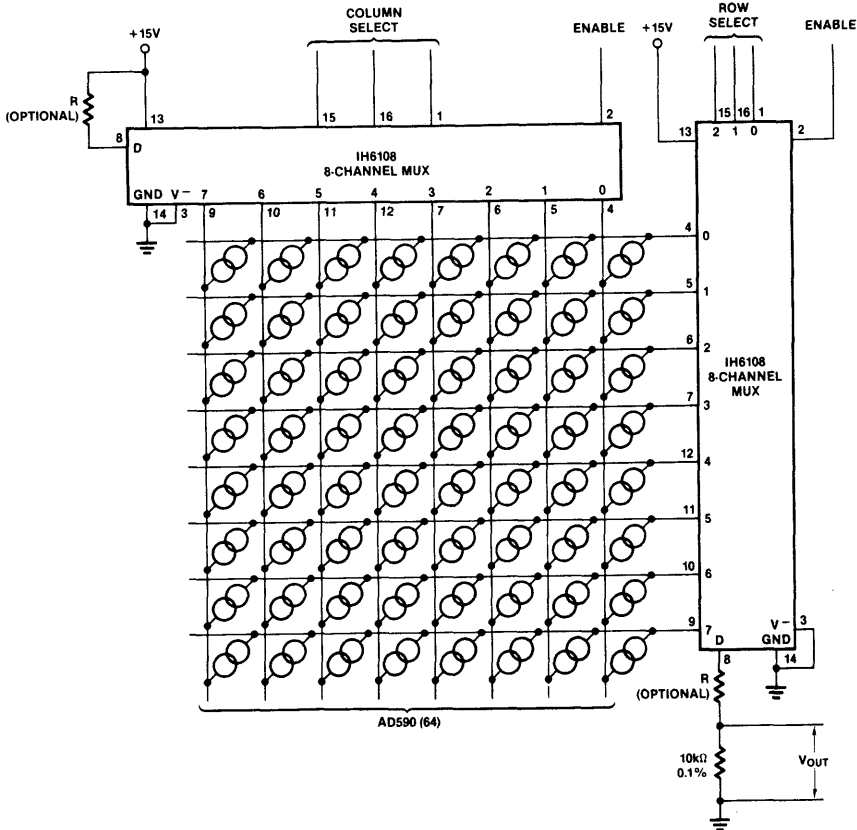 COLUMN
SELECT
ROW
SELECT
+15V
ENABLE
+15V
ENABLE
R
(OPTIONAL)
13
15
16
1
2
8
D
IH6108
8-CHANNEL MUX
GND V− 7 6 5 4 3 2 1 0
14 3 9 10 11 12 7 6 5 4
15 16 1
13
2 1 0
2
4 0
5 1
6 2
7 3
12 4
11 5
10 6
9 7
IH6108
8-CHANNEL
MUX
V− 3
D GND
8 14
R
(OPTIONAL)
10kΩ
0.1%
VOUT
AD590 (64)